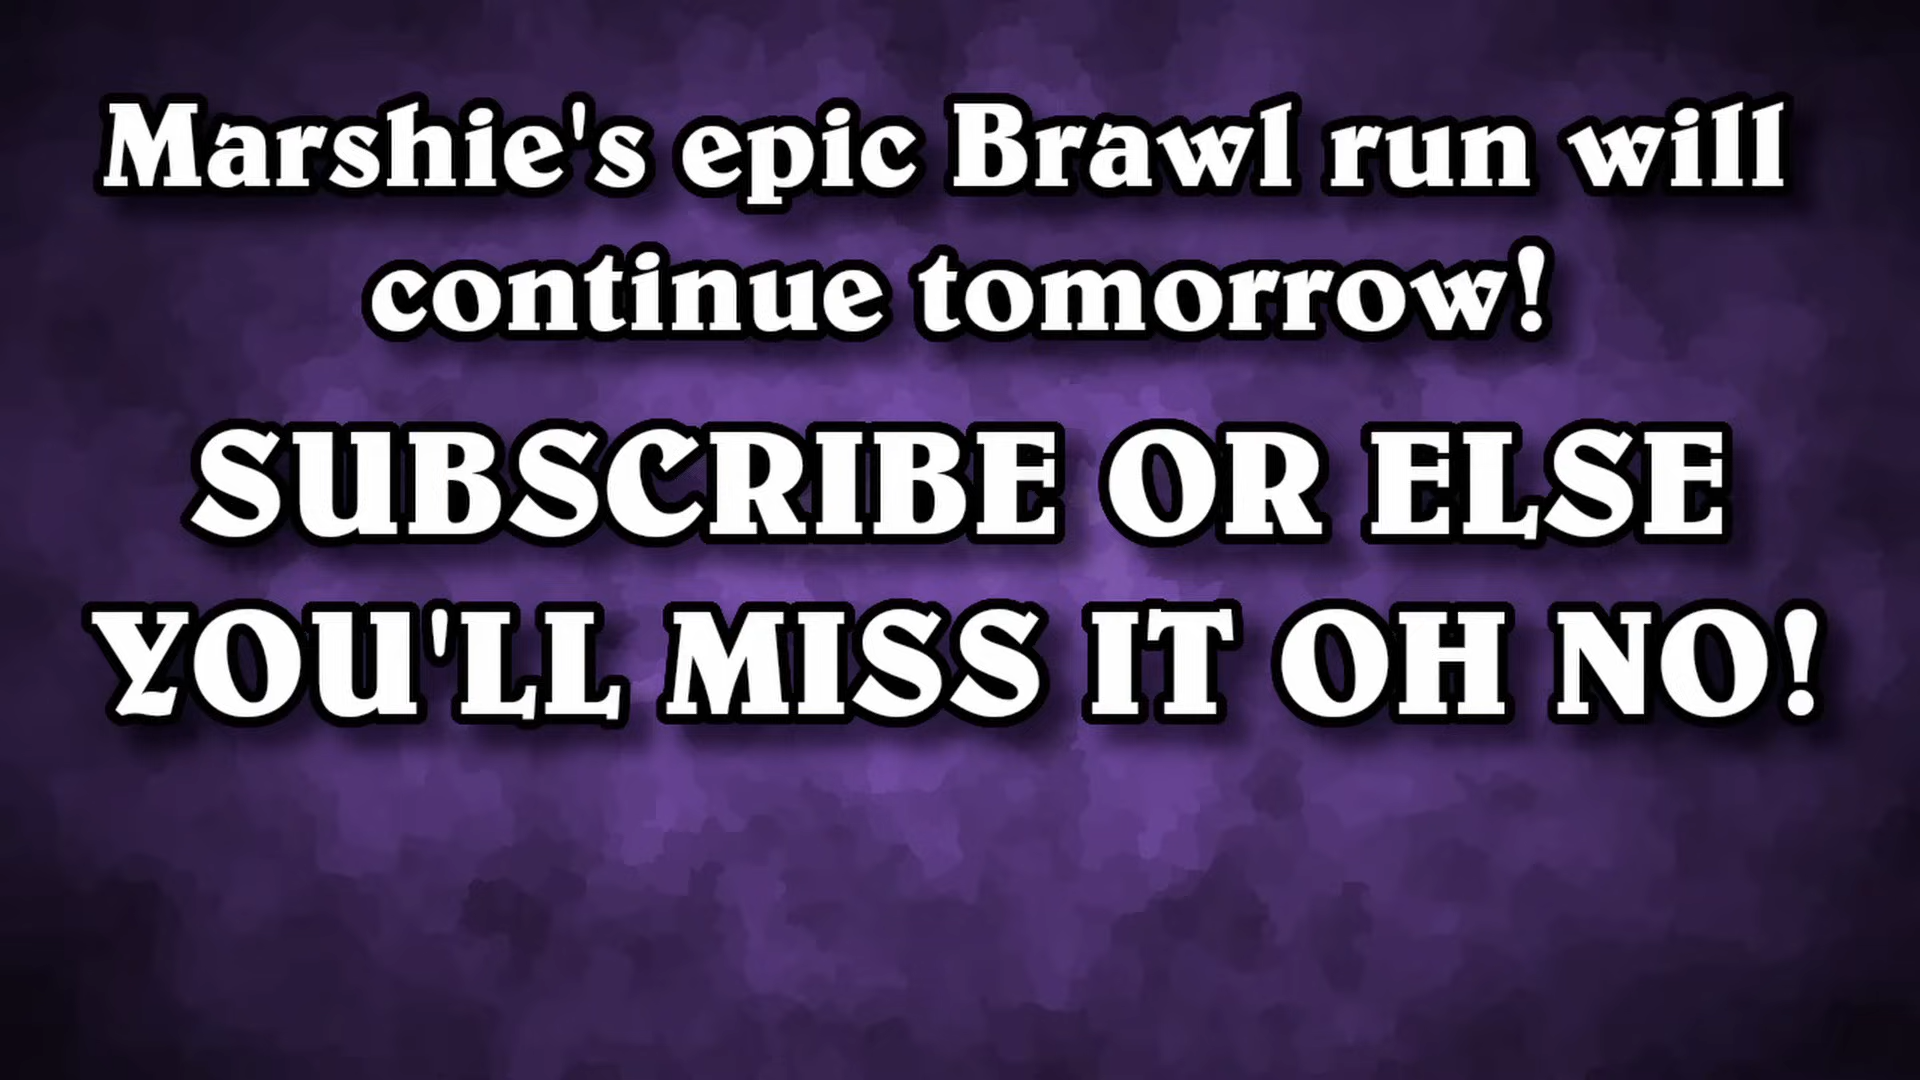 Marshie's epic Brawl run will
continue tomorrow!
SUBSCRIBE OR ELSE
YOU'LL MISS IT OH NO!